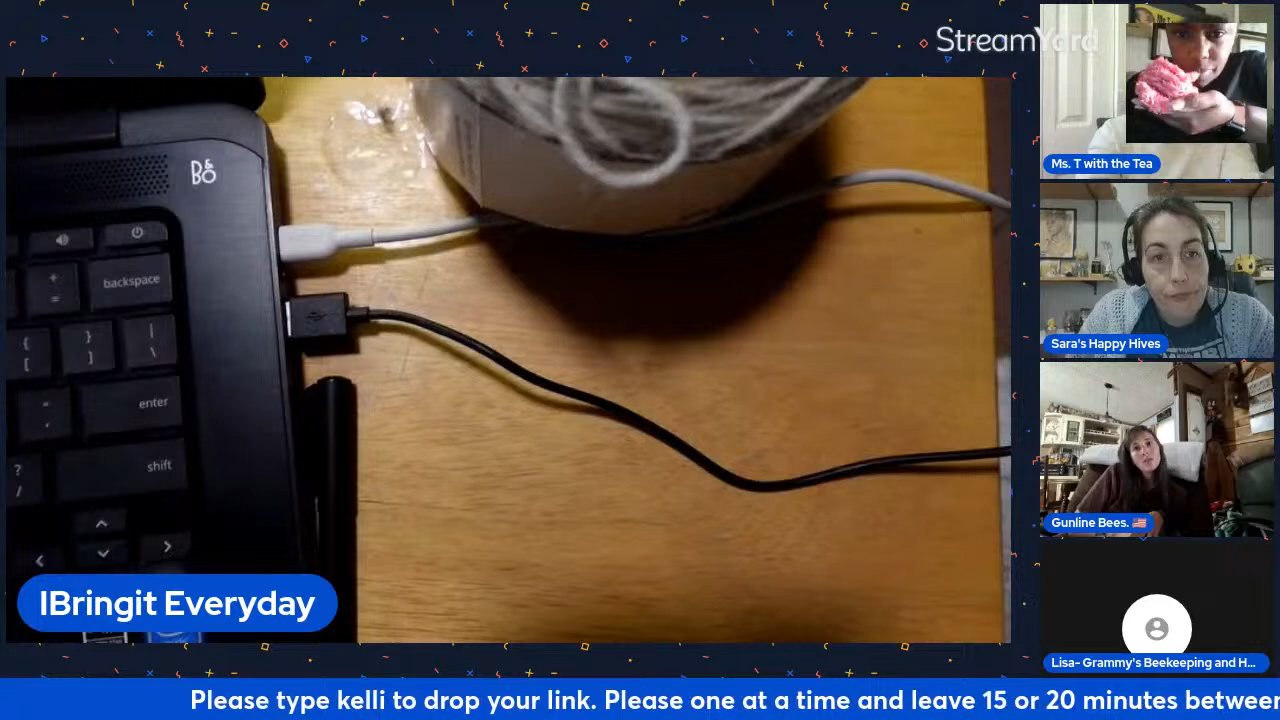 StreamYard
Ms. T with the Tea
B&O
backspace
+
=
{
[
}
]
|
\
"
'
enter
?
/
shift
Sara's Happy Hives
Gunline Bees. 🇺🇸
IBringit Everyday
Lisa- Grammy's Beekeeping and H...
Please type kelli to drop your link. Please one at a time and leave 15 or 20 minutes between